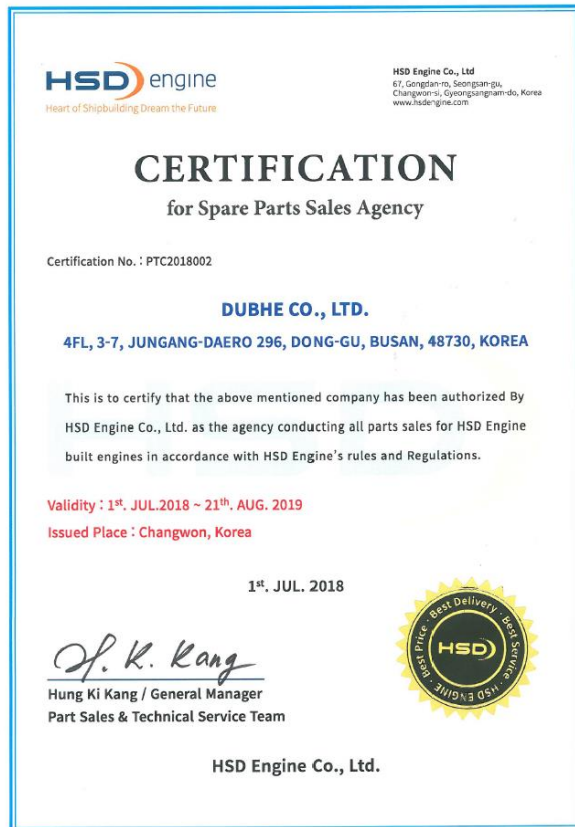 HSD engine
Heart of Shipbuilding Dream the Future
HSD Engine Co., Ltd
67, Gongdan-ro, Seongsan-gu,
Changwon-si, Gyeongsangnam-do, Korea
www.hsdengine.com
CERTIFICATION
for Spare Parts Sales Agency
Certification No. : PTC2018002
DUBHE CO., LTD.
4FL, 3-7, JUNGANG-DAERO 296, DONG-GU, BUSAN, 48730, KOREA
This is to certify that the above mentioned company has been authorized By
HSD Engine Co., Ltd. as the agency conducting all parts sales for HSD Engine
built engines in accordance with HSD Engine's rules and Regulations.
Validity : 1st. JUL.2018 ~ 21th. AUG. 2019
Issued Place : Changwon, Korea
1st. JUL. 2018
H. K. Kang
Hung Ki Kang / General Manager
Part Sales & Technical Service Team
Best Price · Best Delivery · Best Service · HSD ENGINE ·
HSD
HSD Engine Co., Ltd.